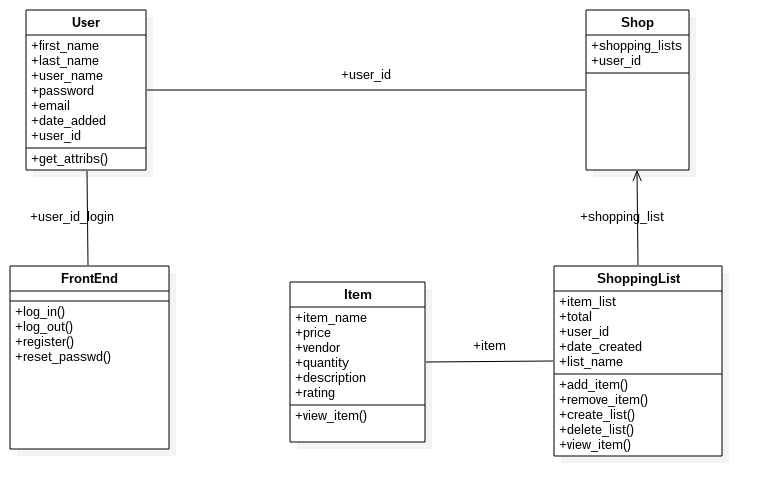 User
+first_name
+last_name
+user_name
+password
+email
+date_added
+user_id
+get_attribs()
+user_id
Shop
+shopping_lists
+user_id
+user_id_login
+shopping_list
FrontEnd
+log_in()
+log_out()
+register()
+reset_passwd()
Item
+item_name
+price
+vendor
+quantity
+description
+rating
+view_item()
+item
ShoppingList
+item_list
+total
+user_id
+date_created
+list_name
+add_item()
+remove_item()
+create_list()
+delete_list()
+view_item()